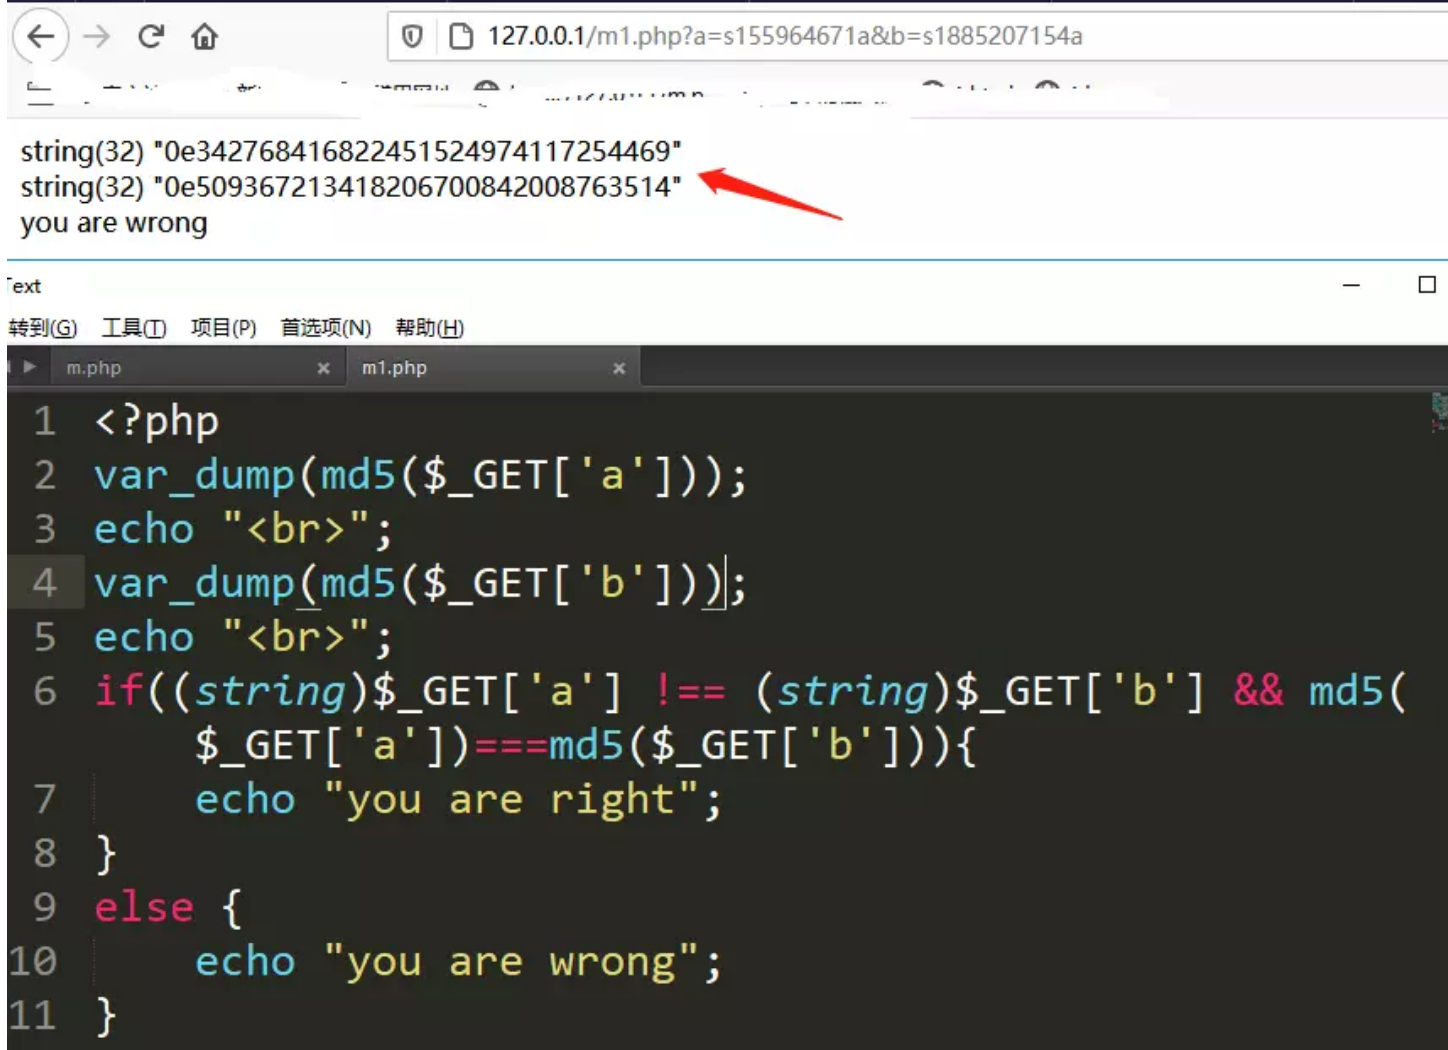 127.0.0.1/m1.php?a=s155964671a&b=s1885207154a
string(32) "0e342768416822451524974117254469"
string(32) "0e509367213418206700842008763514"
you are wrong
Text
转到(G) 工具(T) 项目(P) 首选项(N) 帮助(H)
m.php × m1.php ×
1 <?php
2 var_dump(md5($_GET['a']));
3 echo "<br>";
4 var_dump(md5($_GET['b']));
5 echo "<br>";
6 if((string)$_GET['a'] !== (string)$_GET['b'] && md5(
$_GET['a'])===md5($_GET['b'])){
7 echo "you are right";
8 }
9 else {
10 echo "you are wrong";
11 }